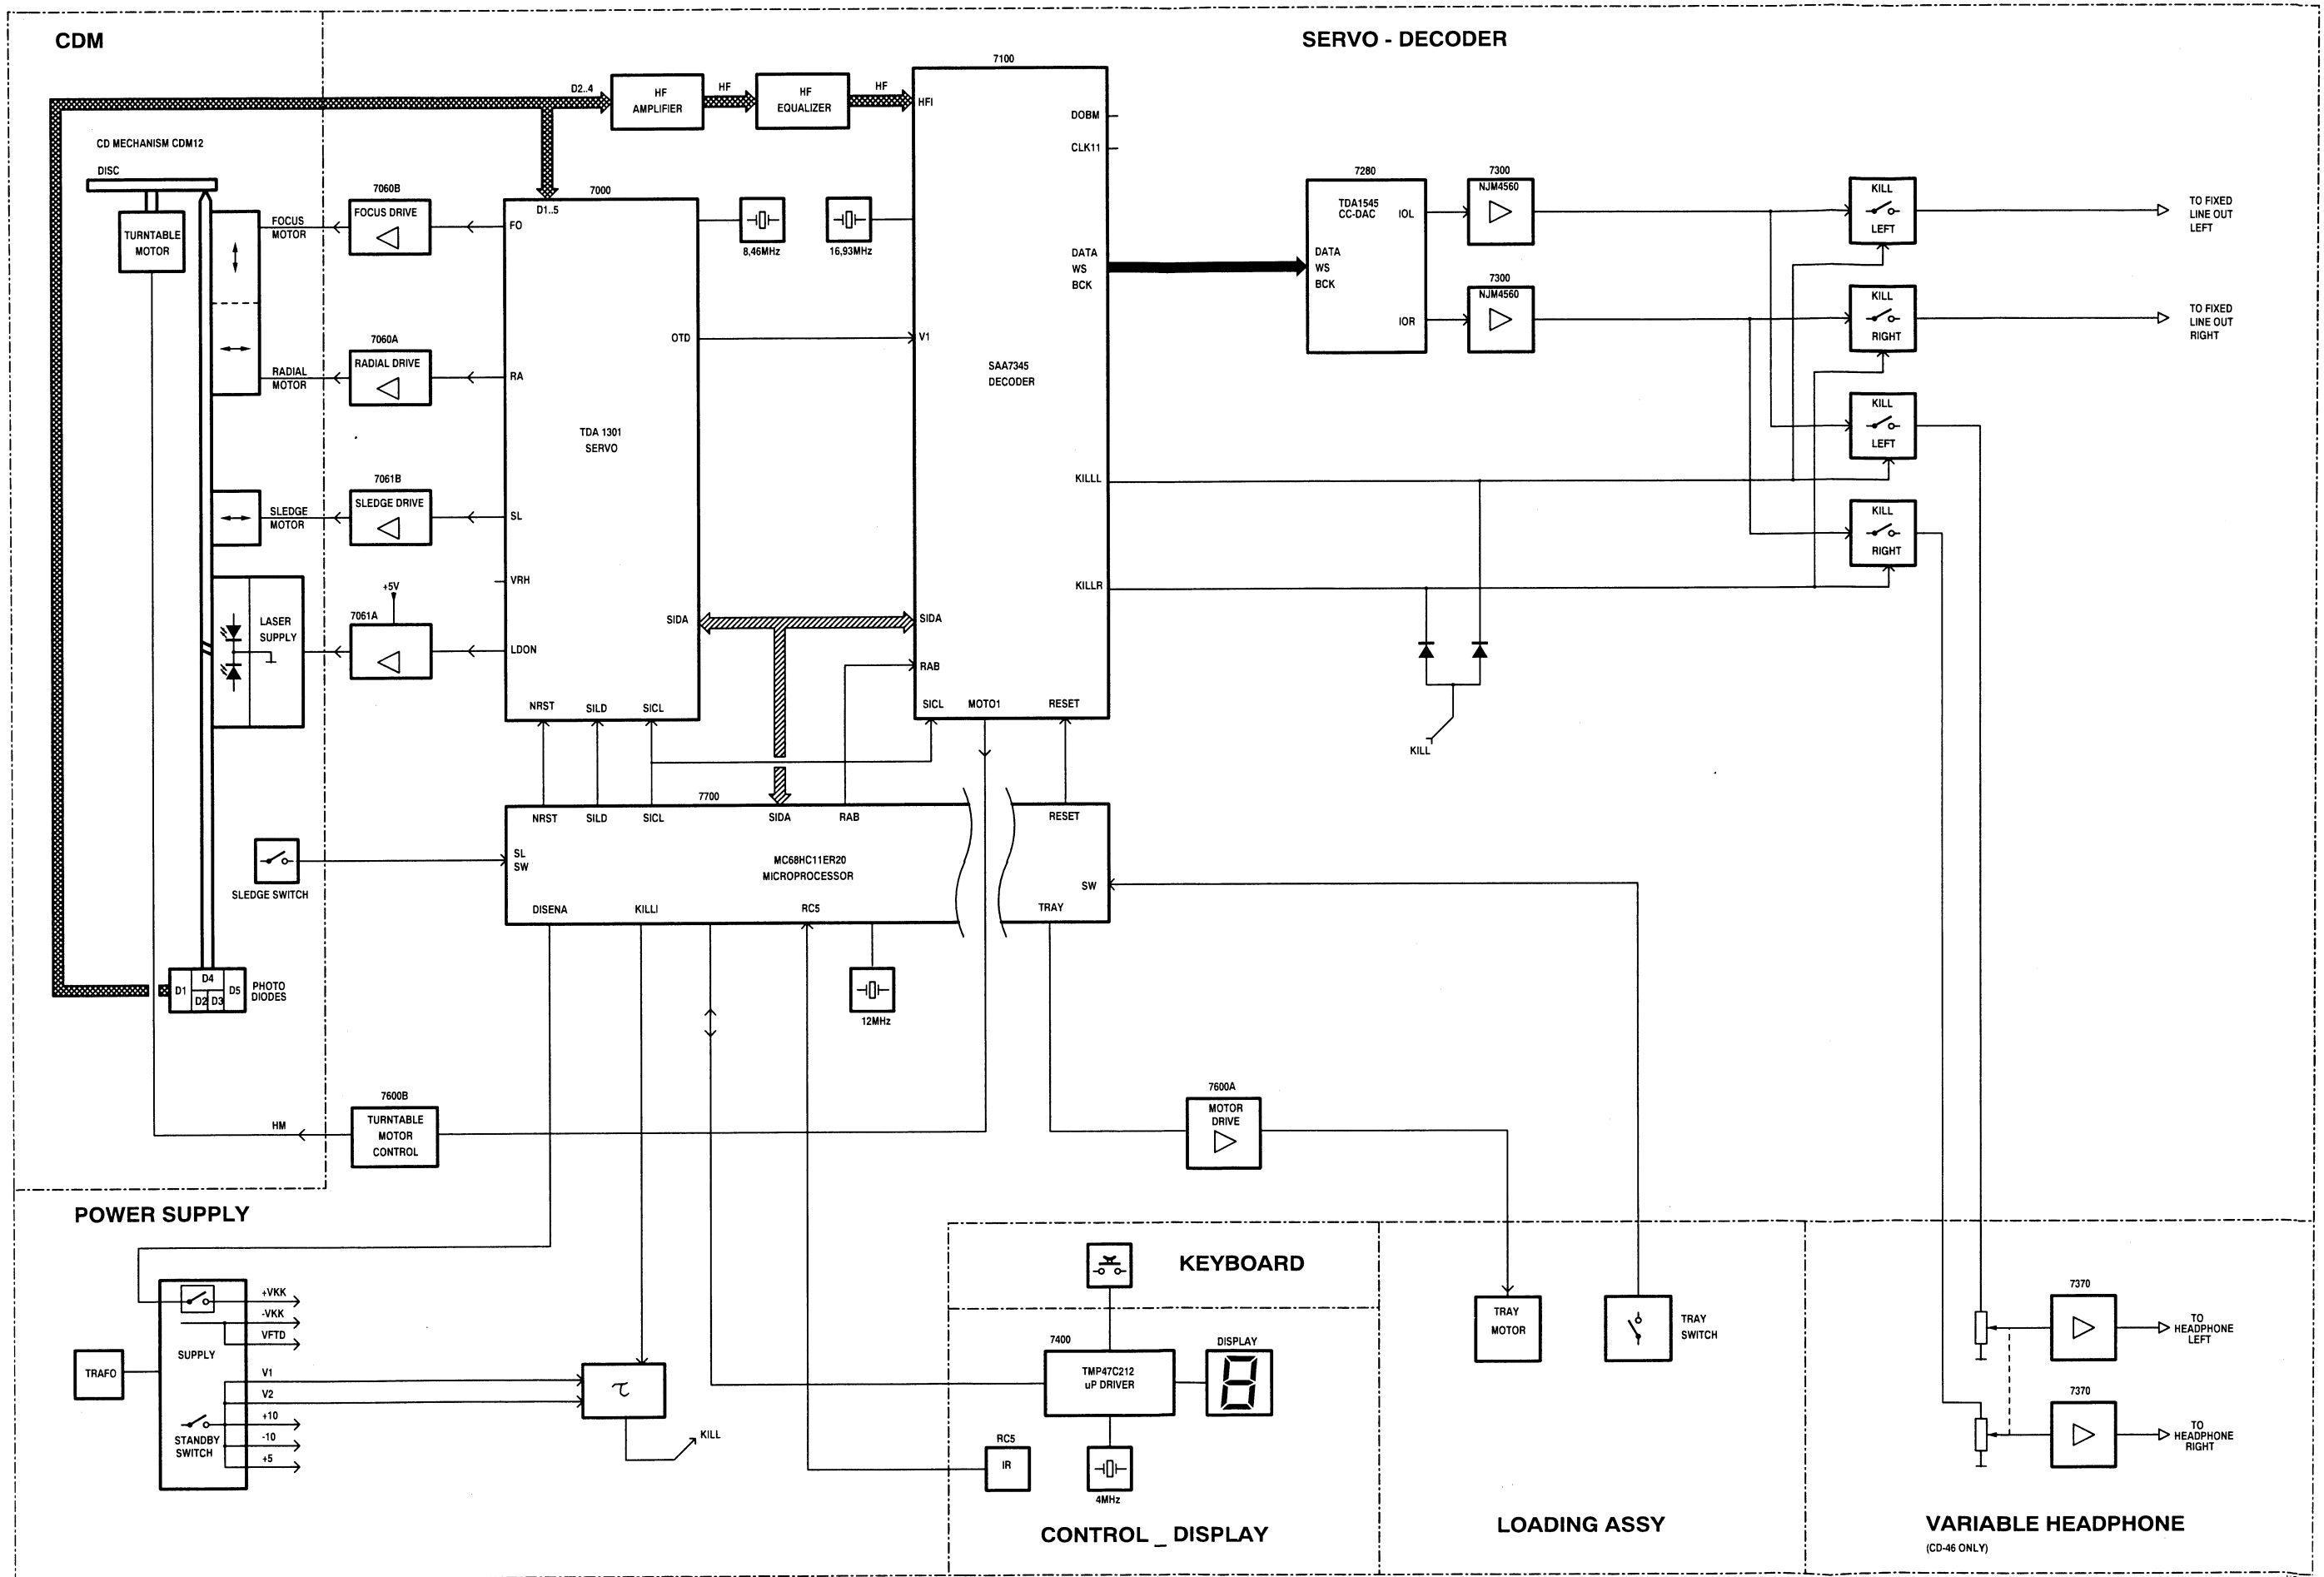 CDM
SERVO - DECODER
7100
D2..4
HF
AMPLIFIER
HF
HF
EQUALIZER
HF
HFI
DOBM
CLK11
CD MECHANISM CDM12
DISC
TURNTABLE
MOTOR
FOCUS
MOTOR
7060B
FOCUS DRIVE
7000
D1..5
FO
8,46MHz
16,93MHz
DATA
WS
BCK
7280
TDA1545
CC-DAC
IOL
DATA
WS
BCK
IOR
7300
NJM4560
7300
NJM4560
KILL
LEFT
TO FIXED
LINE OUT
LEFT
KILL
RIGHT
TO FIXED
LINE OUT
RIGHT
RADIAL
MOTOR
7060A
RADIAL DRIVE
RA
OTD
V1
SAA7345
DECODER
KILL
LEFT
TDA 1301
SERVO
SLEDGE
MOTOR
7061B
SLEDGE DRIVE
SL
KILLL
KILL
RIGHT
VRH
KILLR
LASER
SUPPLY
+5V
7061A
LDON
SIDA
SIDA
RAB
NRST
SILD
SICL
SICL
MOTO1
RESET
KILL
7700
NRST
SILD
SICL
SIDA
RAB
RESET
SL
SW
MC68HC11ER20
MICROPROCESSOR
SW
SLEDGE SWITCH
DISENA
KILLI
RC5
TRAY
D1
D4
D2
D3
D5
PHOTO
DIODES
12MHz
HM
7600B
TURNTABLE
MOTOR
CONTROL
7600A
MOTOR
DRIVE
POWER SUPPLY
KEYBOARD
TRAFO
SUPPLY
STANDBY
SWITCH
+VKK
-VKK
VFTD
V1
V2
+10
-10
+5
τ
KILL
7400
TMP47C212
uP DRIVER
DISPLAY
8
RC5
IR
4MHz
CONTROL _ DISPLAY
TRAY
MOTOR
TRAY
SWITCH
LOADING ASSY
7370
TO
HEADPHONE
LEFT
7370
TO
HEADPHONE
RIGHT
VARIABLE HEADPHONE
(CD-46 ONLY)